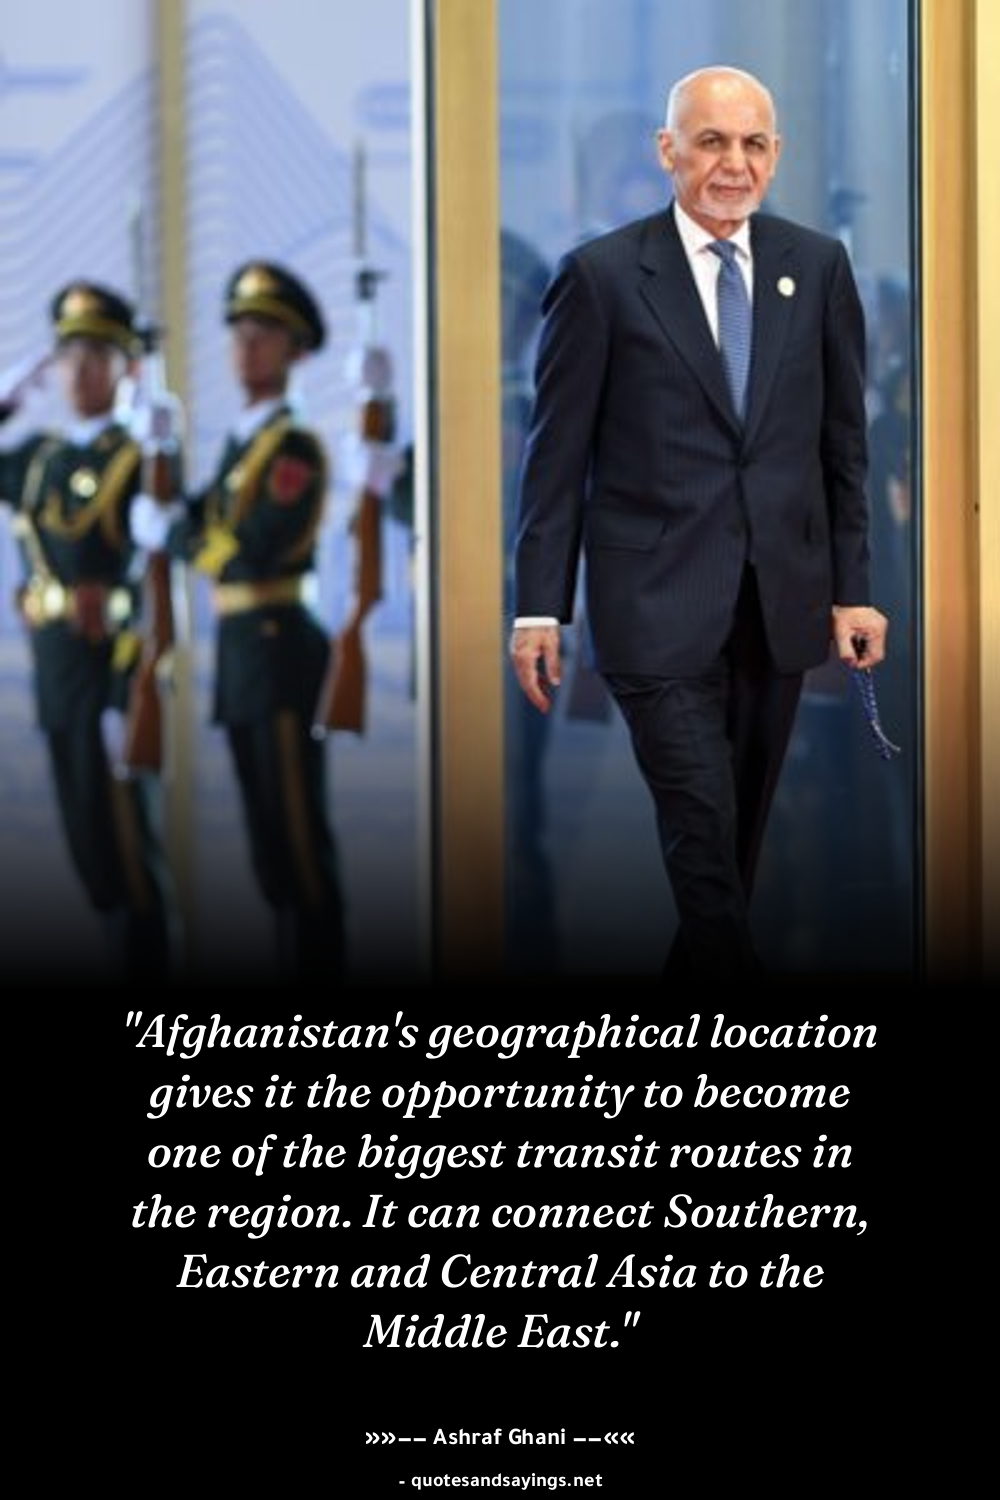 "Afghanistan's geographical location
gives it the opportunity to become
one of the biggest transit routes in
the region. It can connect Southern,
Eastern and Central Asia to the
Middle East."
»»–– Ashraf Ghani ––««
- quotesandsayings.net